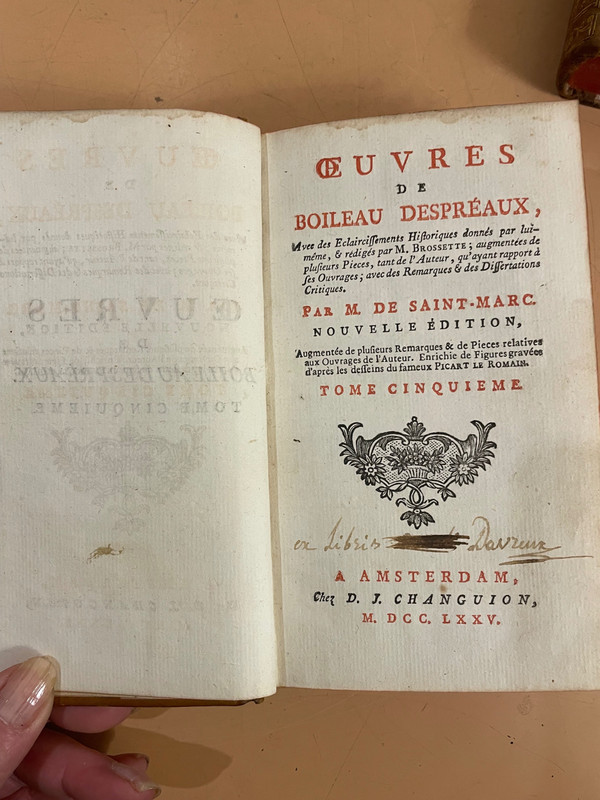 ŒUVRES
DE
BOILEAU DESPRÉAUX,
Avec des Eclairciſſements Hiſtoriques donnés par lui-
même, & rédigés par M. BROSSETTE; augmentées de
pluſieurs Pieces, tant de l'Auteur, qu'ayant rapport à
ſes Ouvrages; avec des Remarques & des Diſſertations
Critiques.
PAR M. DE SAINT-MARC.
NOUVELLE ÉDITION,
Augmentée de pluſieurs Remarques & de Pieces relatives
aux Ouvrages de l'Auteur. Enrichie de Figures gravées
d'après les deſſeins du fameux PICART LE ROMAIN.
TOME CINQUIEME
ex Libris Davreux
A AMSTERDAM,
Chez D. J. CHANGUION,
M. DCC. LXXV.